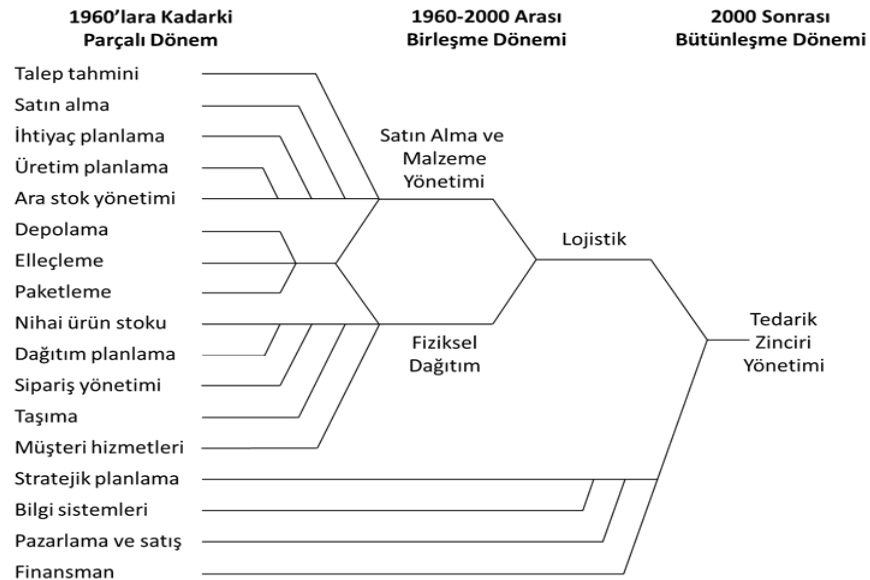 1960’lara Kadarki
Parçalı Dönem
1960-2000 Arası
Birleşme Dönemi
2000 Sonrası
Bütünleşme Dönemi
Talep tahmini
Satın alma
İhtiyaç planlama
Üretim planlama
Ara stok yönetimi
Depolama
Elleçleme
Paketleme
Nihai ürün stoku
Dağıtım planlama
Sipariş yönetimi
Taşıma
Müşteri hizmetleri
Stratejik planlama
Bilgi sistemleri
Pazarlama ve satış
Finansman
Satın Alma ve
Malzeme
Yönetimi
Fiziksel
Dağıtım
Lojistik
Tedarik
Zinciri
Yönetimi